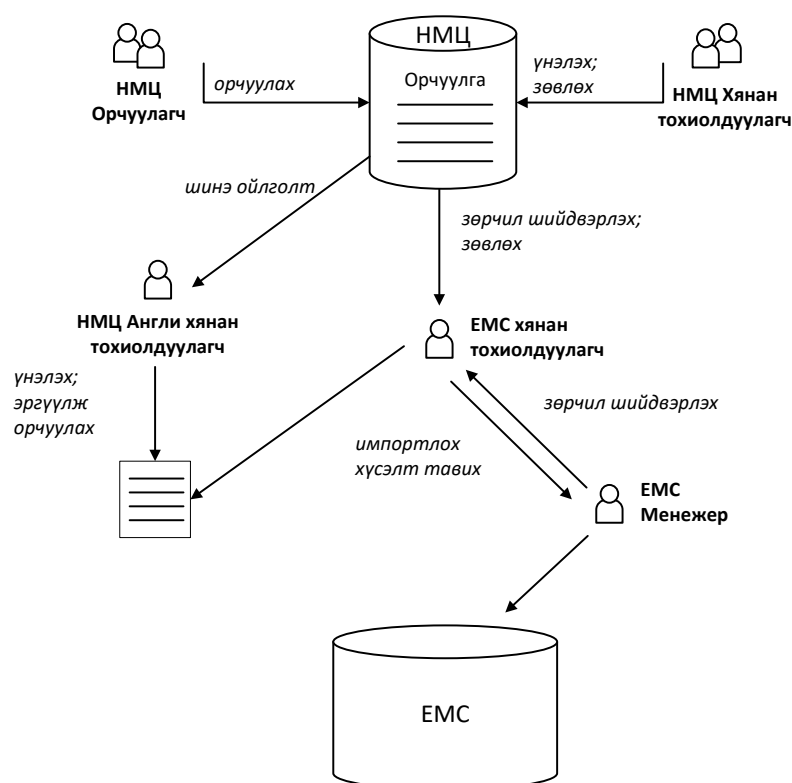 НМЦ
Орчуулагч
орчуулах
НМЦ
Орчуулга
үнэлэх;
зөвлөх
НМЦ Хянан
тохиолдуулагч
шинэ ойлголт
зөрчил шийдвэрлэх;
зөвлөх
НМЦ Англи хянан
тохиолдуулагч
ЕМС хянан
тохиолдуулагч
үнэлэх;
эргүүлж
орчуулах
зөрчил шийдвэрлэх
импортлох
хүсэлт тавих
ЕМС
Менежер
ЕМС